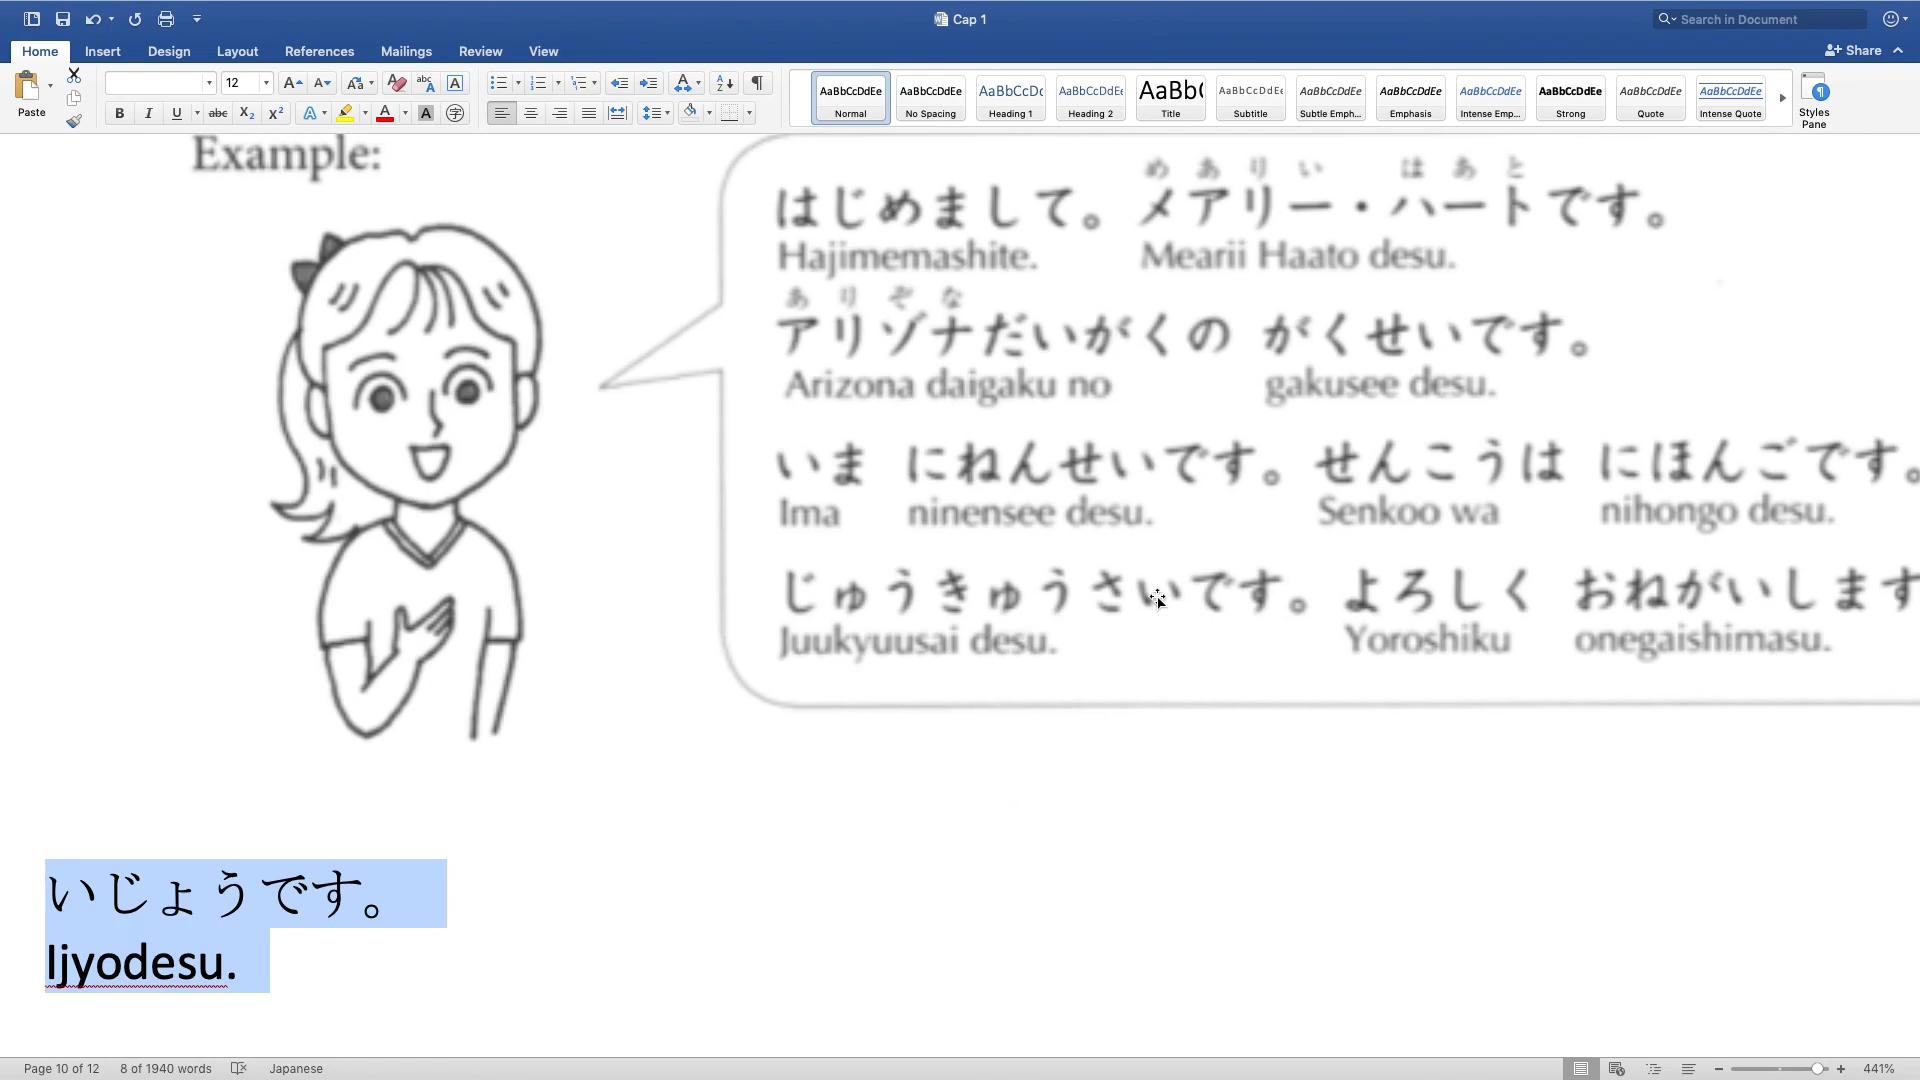 Cap 1
Search in Document
Home Insert Design Layout References Mailings Review View
Share
Paste
12
AaBbCcDdEe AaBbCcDdEe AaBbCcDc AaBbCcDdEe AaBb( AaBbCcDdEe AaBbCcDdEe AaBbCcDdEe AaBbCcDdEe AaBbCcDdEe AaBbCcDdEe AaBbCcDdEe
Normal No Spacing Heading 1 Heading 2 Title Subtitle Subtle Emph... Emphasis Intense Emp... Strong Quote Intense Quote
Styles Pane
Example:
めありい はあと
はじめまして。メアリー・ハートです。
Hajimemashite. Mearii Haato desu.
ありぞな
アリゾナだいがくの がくせいです。
Arizona daigaku no gakusee desu.
いま にねんせいです。せんこうは にほんごです。
Ima ninensee desu. Senkoo wa nihongo desu.
じゅうきゅうさいです。よろしく おねがいします
Juukyuusai desu. Yoroshiku onegaishimasu.
いじょうです。
Ijyodesu.
Page 10 of 12 8 of 1940 words Japanese 441%